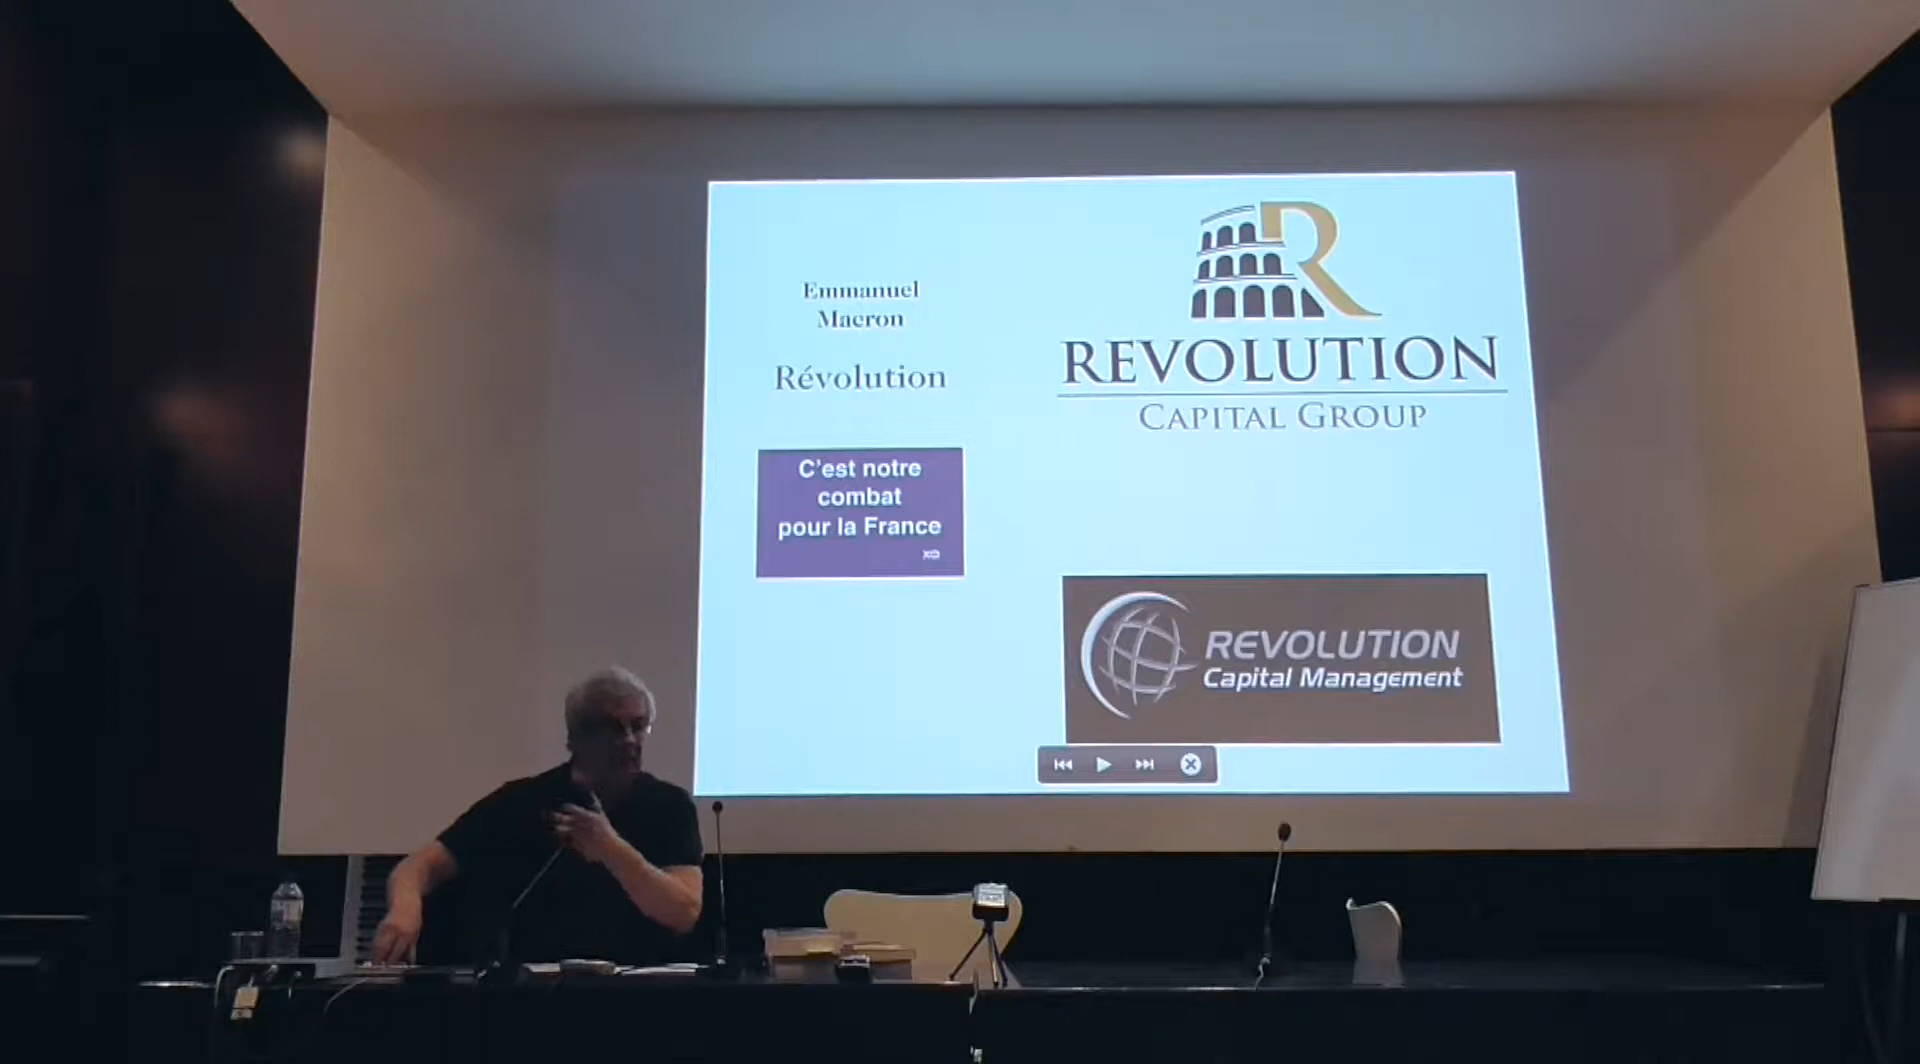 Emmanuel
Macron
Révolution
C'est notre
combat
pour la France
XO
R
REVOLUTION
CAPITAL GROUP
REVOLUTION
Capital Management